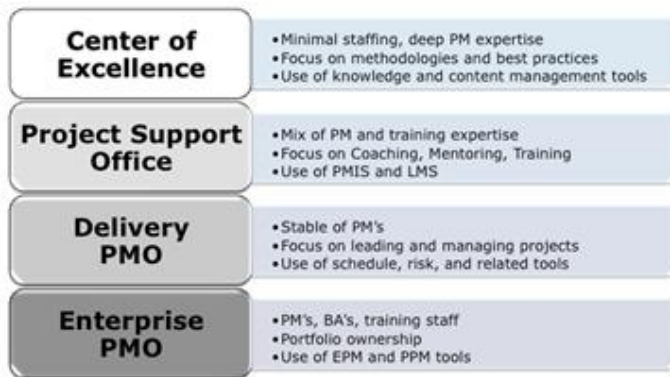 Center of
Excellence
•Minimal staffing, deep PM expertise
•Focus on methodologies and best practices
•Use of knowledge and content management tools
Project Support
Office
•Mix of PM and training expertise
•Focus on Coaching, Mentoring, Training
•Use of PMIS and LMS
Delivery
PMO
•Stable of PM's
•Focus on leading and managing projects
•Use of schedule, risk, and related tools
Enterprise
PMO
•PM's, BA's, training staff
•Portfolio ownership
•Use of EPM and PPM tools